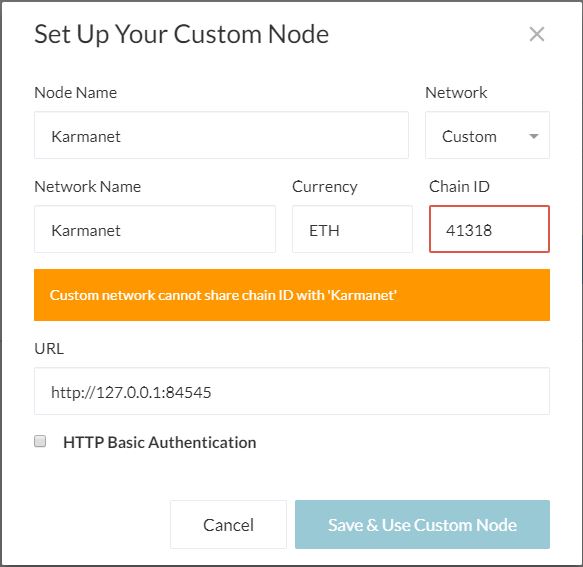 Set Up Your Custom Node
Node Name
Network
Karmanet
Custom
Network Name
Currency
Chain ID
Karmanet
ETH
41318
Custom network cannot share chain ID with 'Karmanet'
URL
http://127.0.0.1:84545
HTTP Basic Authentication
Cancel
Save & Use Custom Node